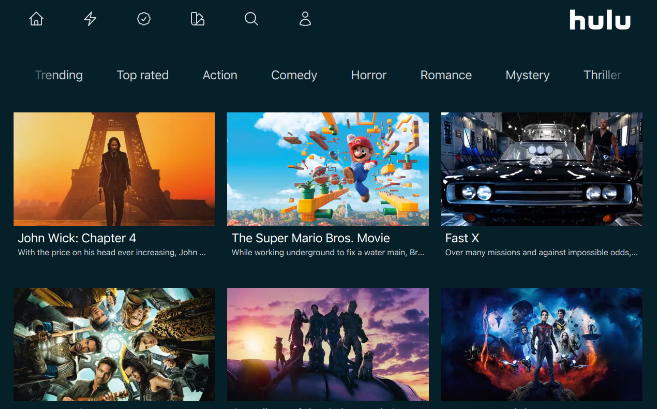 hulu
Trending Top rated Action Comedy Horror Romance Mystery Thriller
John Wick: Chapter 4
With the price on his head ever increasing, John ...
The Super Mario Bros. Movie
While working underground to fix a water main, Br...
Fast X
Over many missions and against impossible odds,...